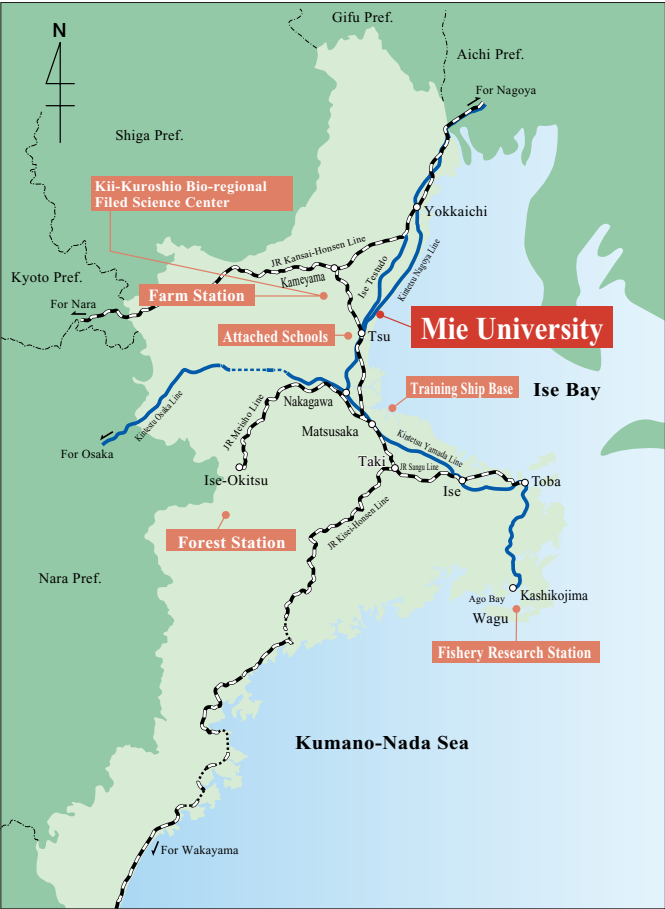 Gifu Pref.
N
Aichi Pref.
For Nagoya
Shiga Pref.
Kii-Kuroshio Bio-regional
Filed Science Center
Yokkaichi
JR Kansai-Honsen Line
Kyoto Pref.
Kameyama
Ise Testudo
Kintetsu Nagoya Line
For Nara
Farm Station
Mie University
Attached Schools
Tsu
Training Ship Base
Ise Bay
Nakagawa
Kintestu Osaka Line
JR Meisho Line
Matsusaka
For Osaka
Kintetsu Yamada Line
Taki
JR Sangu Line
Ise-Okitsu
Ise
Toba
JR Kisei-Honsen Line
Forest Station
Nara Pref.
Kashikojima
Ago Bay
Wagu
Fishery Research Station
Kumano-Nada Sea
For Wakayama